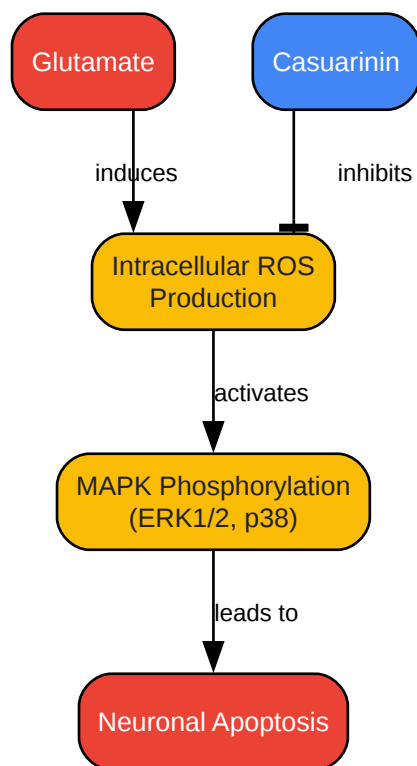 Glutamate
Casuarinin
induces
inhibits
Intracellular ROS
Production
activates
MAPK Phosphorylation
(ERK1/2, p38)
leads to
Neuronal Apoptosis